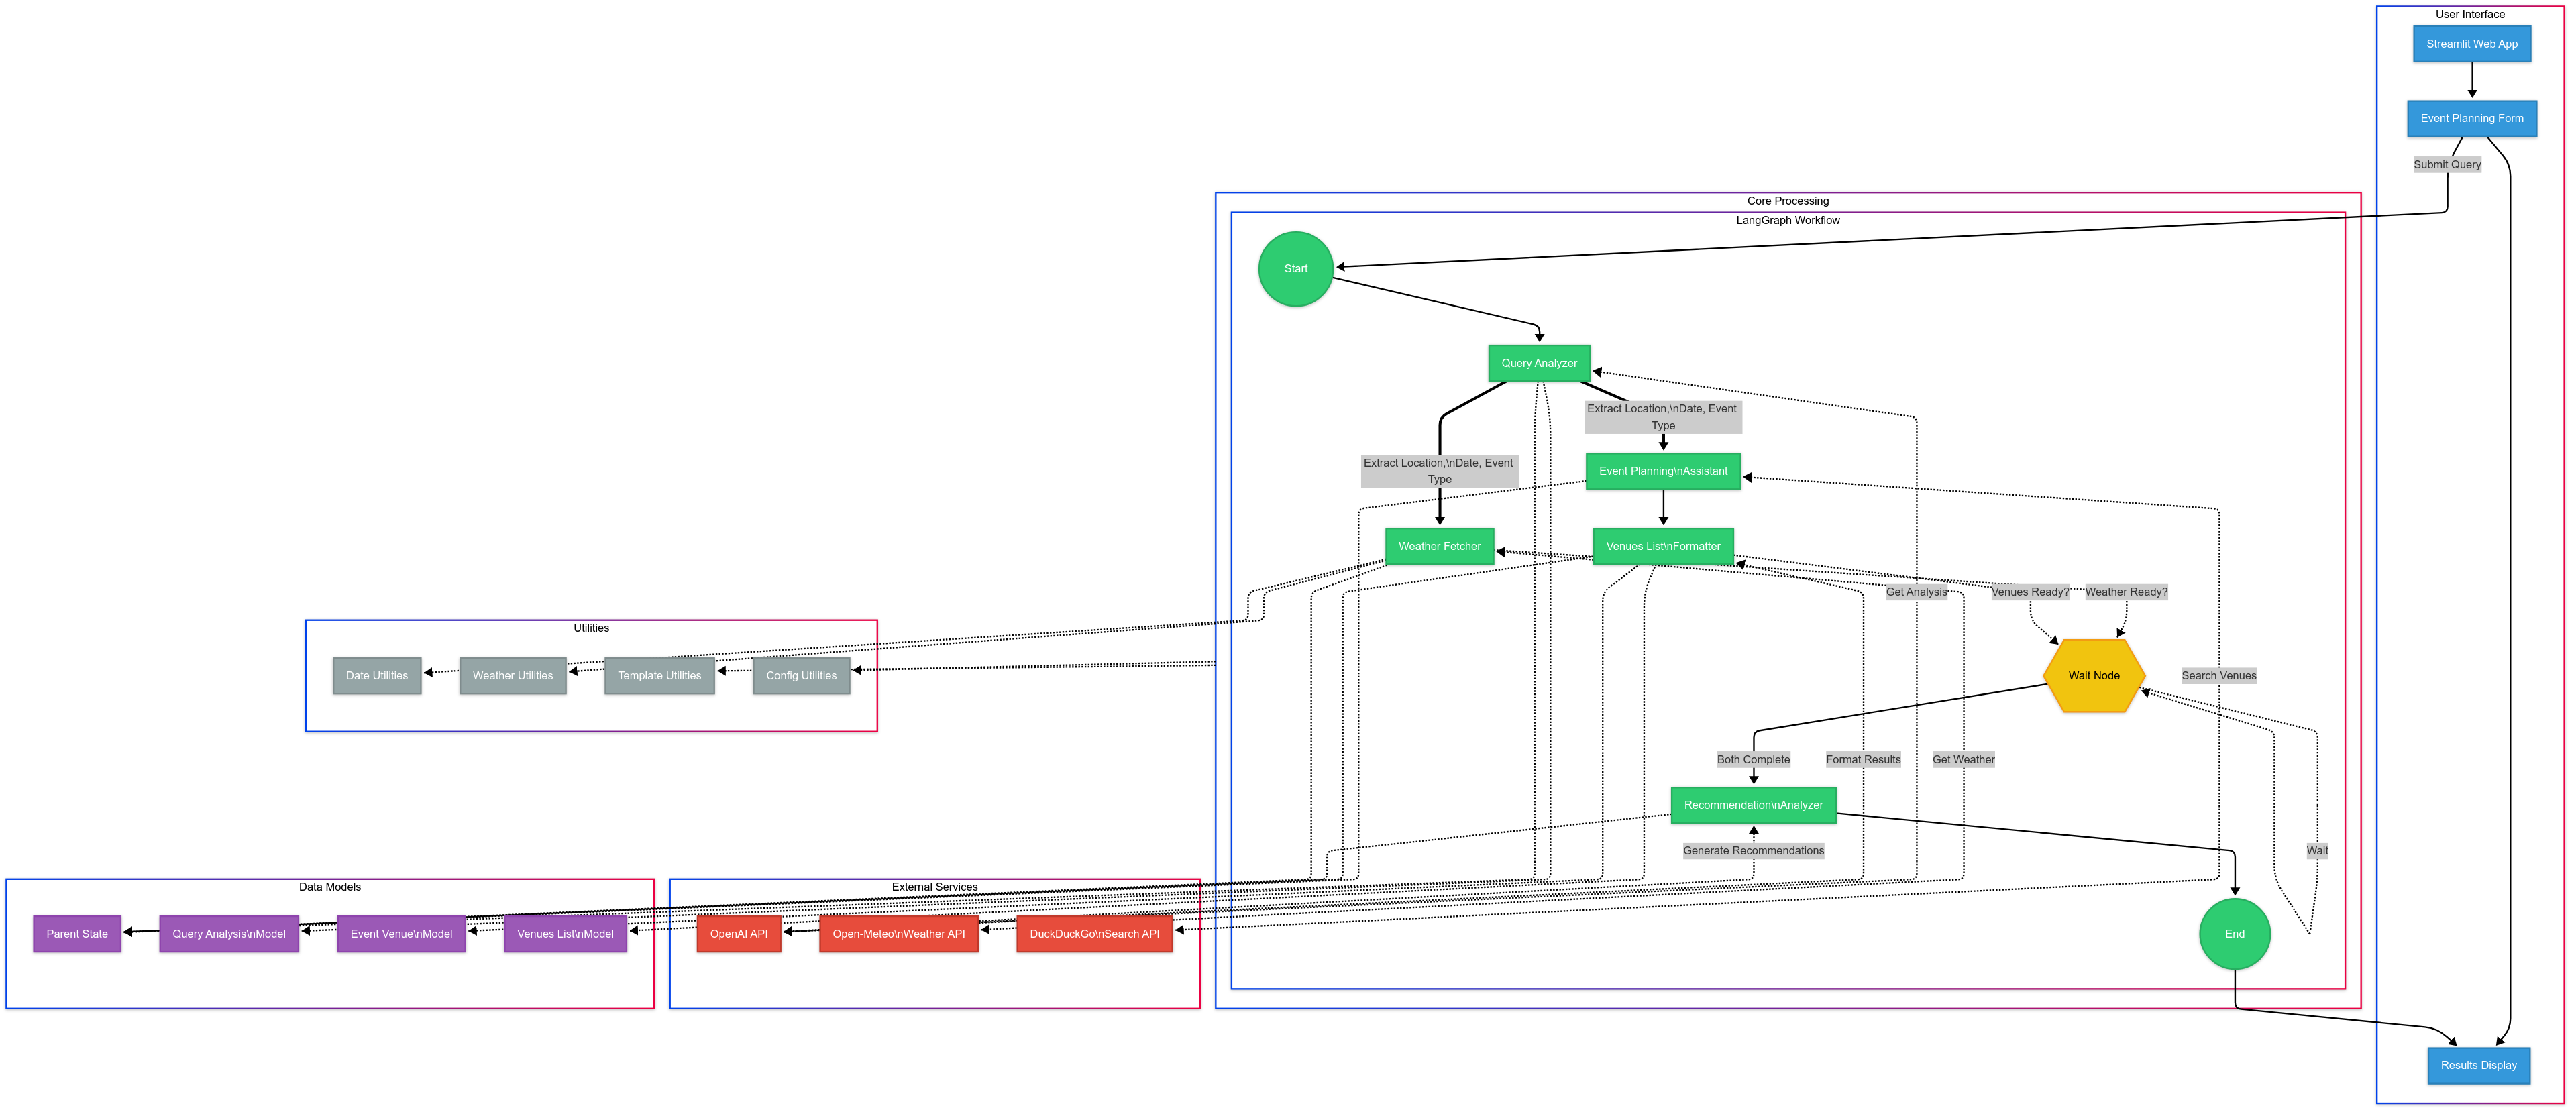 User Interface
Streamlit Web App
Event Planning Form
Submit Query
Core Processing
LangGraph Workflow
Start
Query Analyzer
Extract Location,\nDate, Event
Type
Extract Location,\nDate, Event
Type
Event Planning\nAssistant
Weather Fetcher
Venues List\nFormatter
Get Analysis
Venues Ready?
Weather Ready?
Utilities
Date Utilities
Weather Utilities
Template Utilities
Config Utilities
Wait Node
Search Venues
Both Complete
Format Results
Get Weather
Recommendation\nAnalyzer
Generate Recommendations
Wait
Data Models
Parent State
Query Analysis\nModel
Event Venue\nModel
Venues List\nModel
External Services
OpenAI API
Open-Meteo\nWeather API
DuckDuckGo\nSearch API
End
Results Display